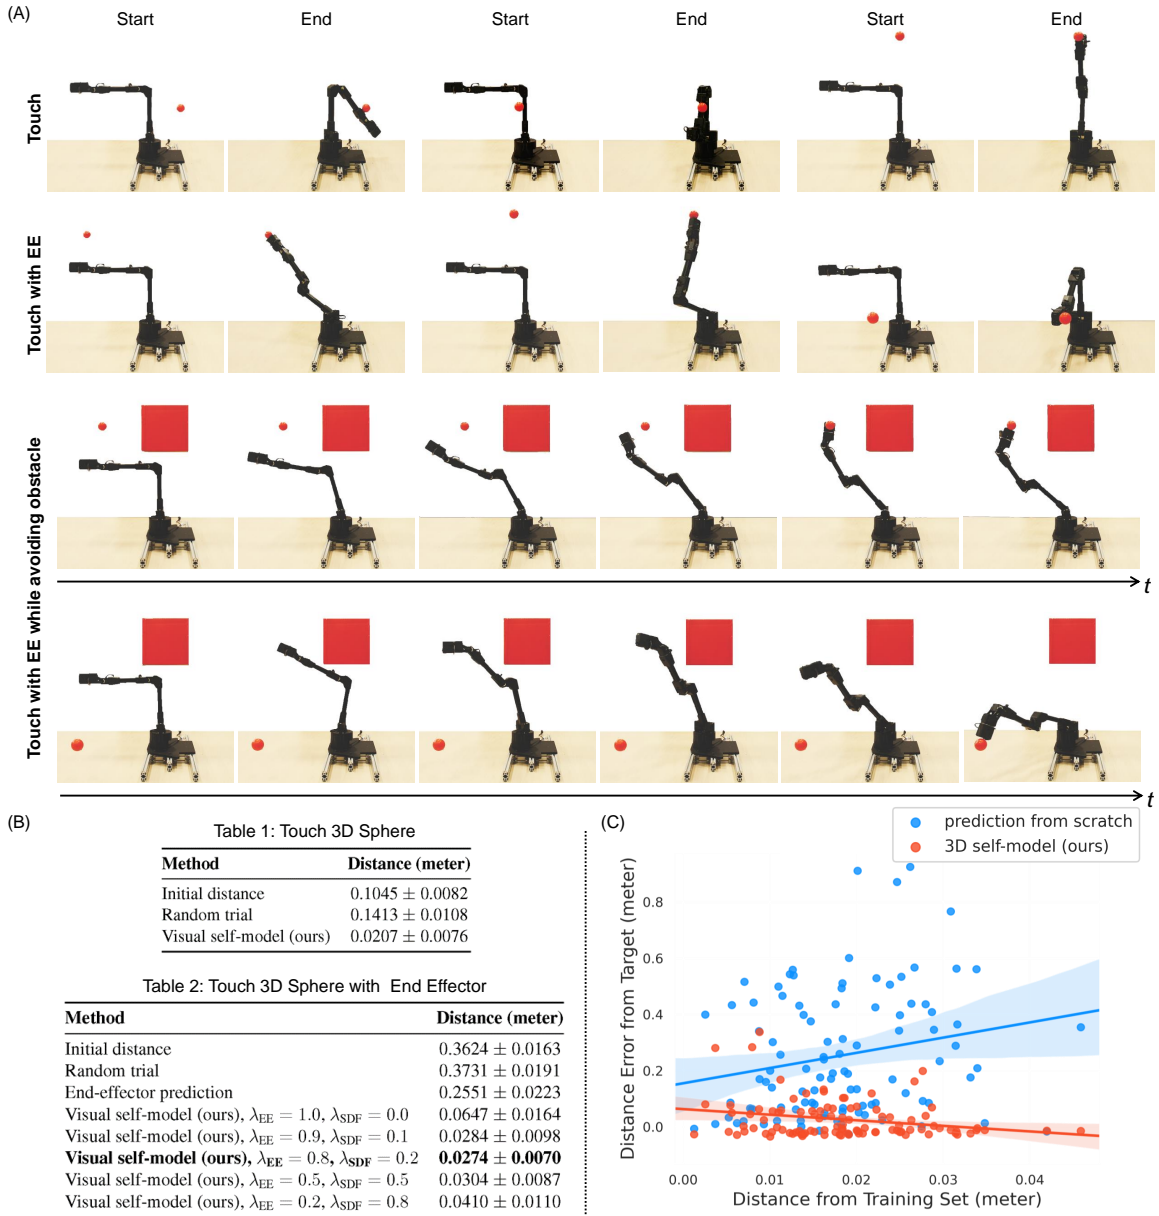 (A)
Start End Start End Start End
Touch
Touch with EE
Touch with EE while avoiding obstacle
t
t
(B)
Table 1: Touch 3D Sphere
Method Distance (meter)
Initial distance 0.1045 ± 0.0082
Random trial 0.1413 ± 0.0108
Visual self-model (ours) 0.0207 ± 0.0076
Table 2: Touch 3D Sphere with End Effector
Method Distance (meter)
Initial distance 0.3624 ± 0.0163
Random trial 0.3731 ± 0.0191
End-effector prediction 0.2551 ± 0.0223
Visual self-model (ours), λEE = 1.0, λSDF = 0.0 0.0647 ± 0.0164
Visual self-model (ours), λEE = 0.9, λSDF = 0.1 0.0284 ± 0.0098
Visual self-model (ours), λEE = 0.8, λSDF = 0.2 0.0274 ± 0.0070
Visual self-model (ours), λEE = 0.5, λSDF = 0.5 0.0304 ± 0.0087
Visual self-model (ours), λEE = 0.2, λSDF = 0.8 0.0410 ± 0.0110
(C)
prediction from scratch
3D self-model (ours)
Distance Error from Target (meter)
0.8
0.6
0.4
0.2
0.0
0.00 0.01 0.02 0.03 0.04
Distance from Training Set (meter)